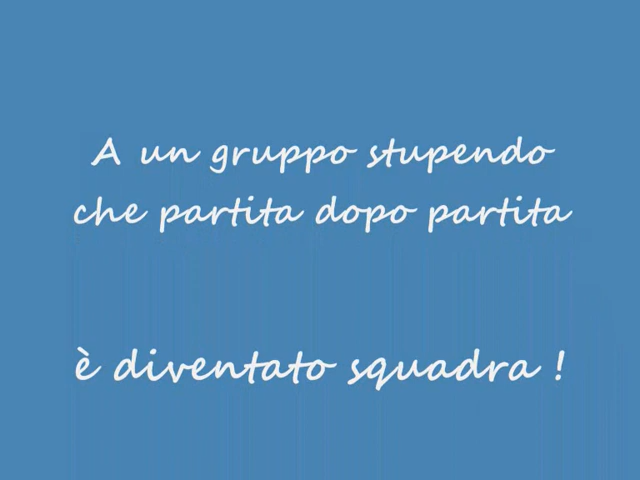 A un gruppo stupendo
che partita dopo partita
è diventato squadra !